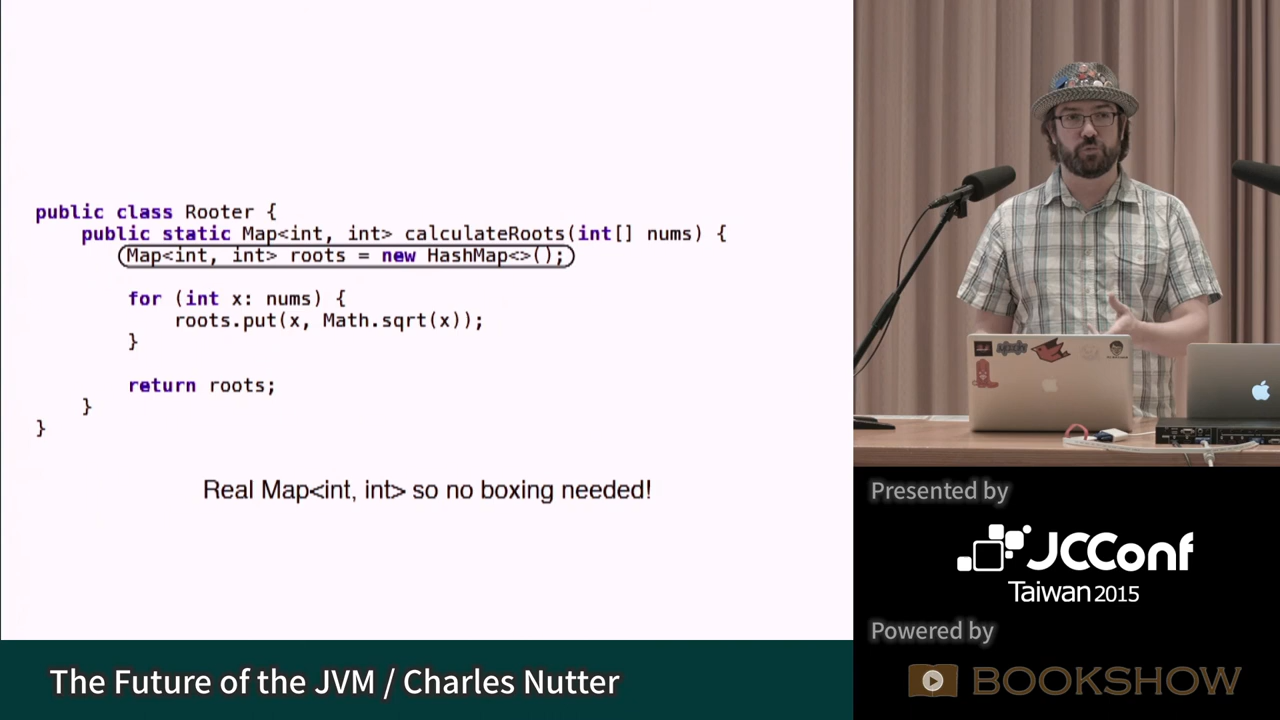 public class Rooter {
public static Map<int, int> calculateRoots(int[] nums) {
Map<int, int> roots = new HashMap<>();
for (int x: nums) {
roots.put(x, Math.sqrt(x));
}
return roots;
}
}
Real Map<int, int> so no boxing needed!
Presented by
JCConf
Taiwan 2015
Powered by
BOOKSHOW
The Future of the JVM / Charles Nutter